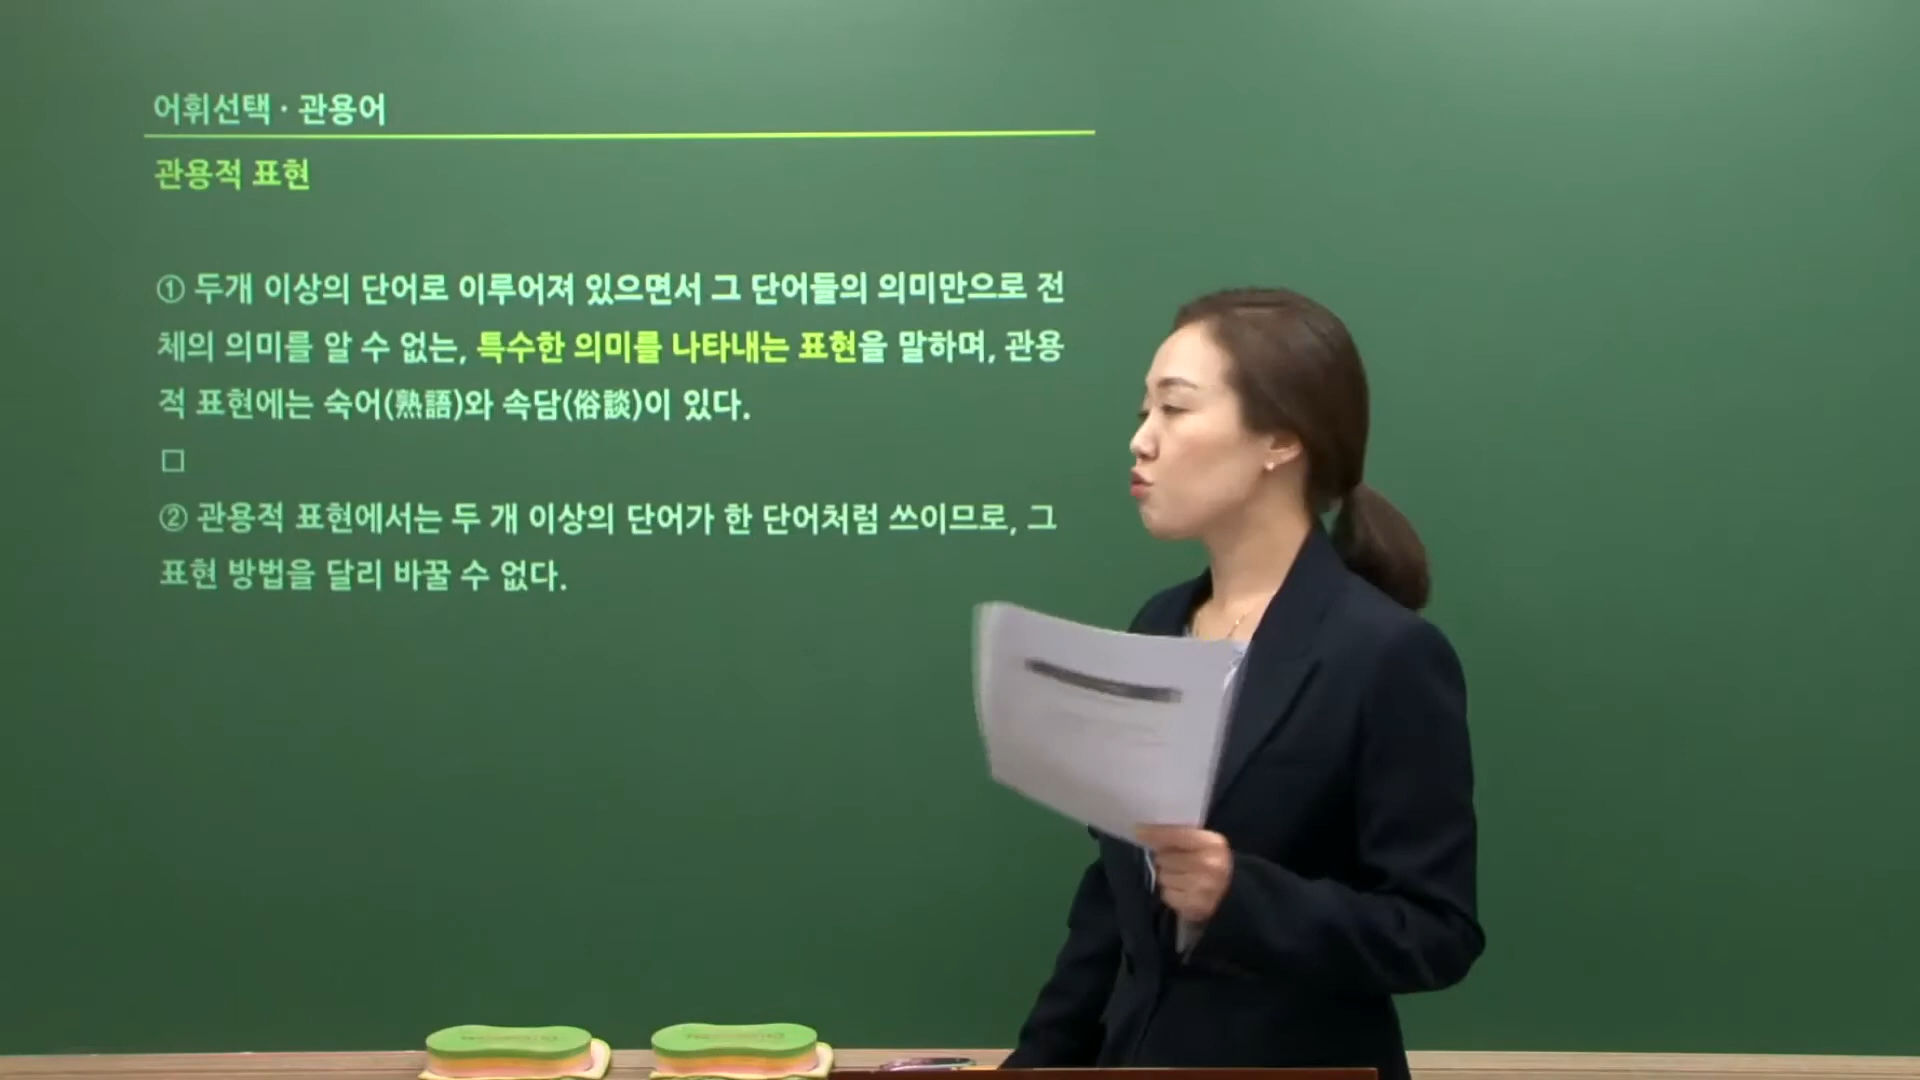 어휘선택 · 관용어
관용적 표현
① 두개 이상의 단어로 이루어져 있으면서 그 단어들의 의미만으로 전
체의 의미를 알 수 없는, 특수한 의미를 나타내는 표현을 말하며, 관용
적 표현에는 숙어(熟語)와 속담(俗談)이 있다.
② 관용적 표현에서는 두 개 이상의 단어가 한 단어처럼 쓰이므로, 그
표현 방법을 달리 바꿀 수 없다.